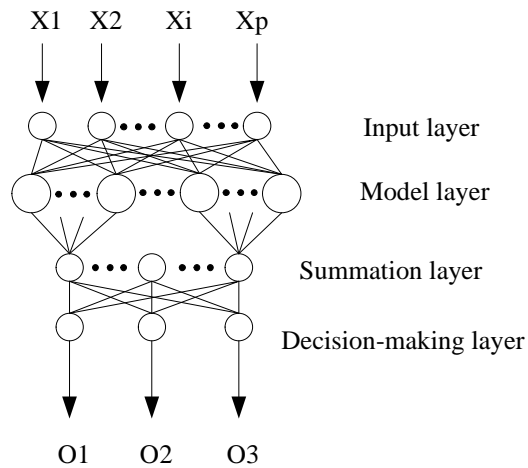 X1 X2 Xi Xp
Input layer
Model layer
Summation layer
Decision-making layer
O1 O2 O3